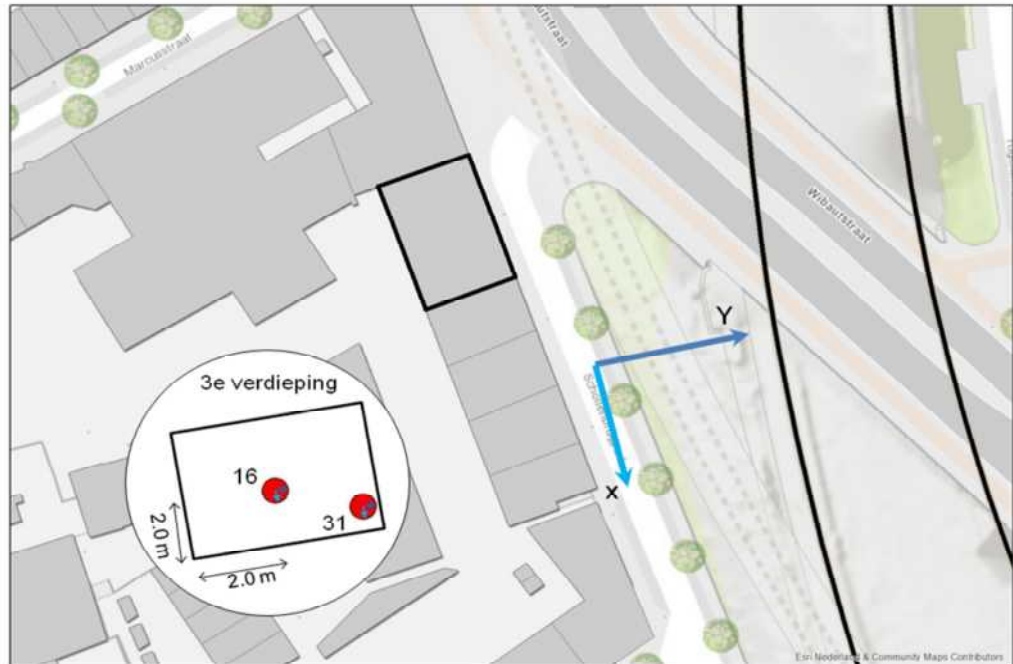 Marcusstraat
Wibautstraat
Y
x
3e verdieping
16
31
2.0 m
2.0 m
Esri Nederland & Community Maps Contributors